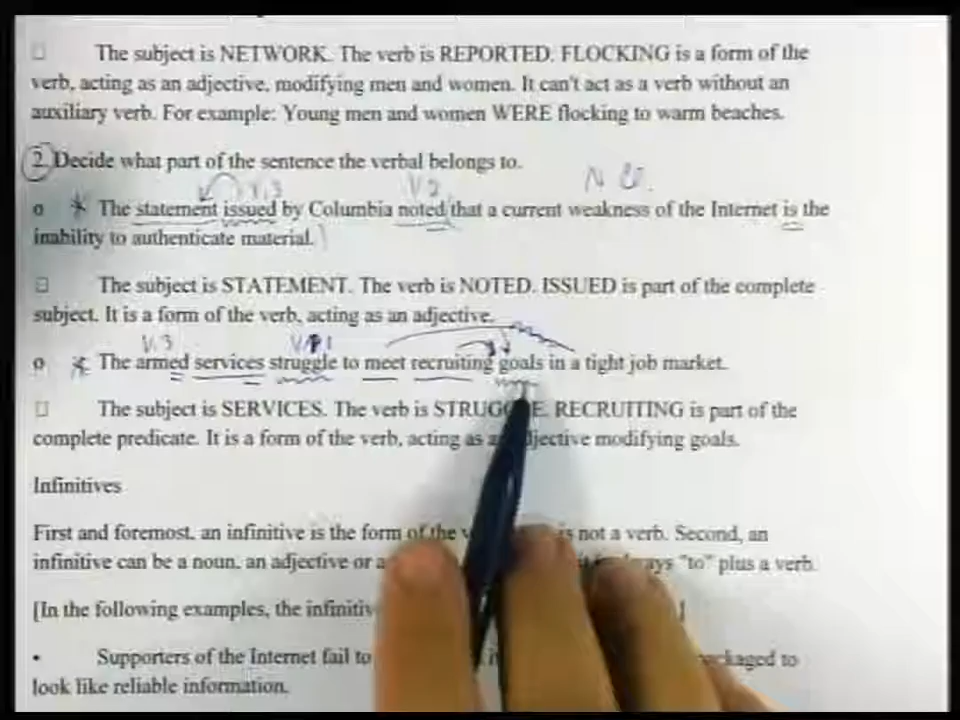 The subject is NETWORK. The verb is REPORTED. FLOCKING is a form of the
verb, acting as an adjective, modifying men and women. It can't act as a verb without an
auxiliary verb. For example: Young men and women WERE flocking to warm beaches.
2. Decide what part of the sentence the verbal belongs to.
V.3 V2 N
o * The statement issued by Columbia noted that a current weakness of the Internet is the
inability to authenticate material.
The subject is STATEMENT. The verb is NOTED. ISSUED is part of the complete
subject. It is a form of the verb, acting as an adjective.
V.3
o * The armed services struggle to meet recruiting goals in a tight job market.
The subject is SERVICES. The verb is RECRUITING is part of the
complete predicate. It is a form of the verb, acting as modifying goals.
Infinitives
First and foremost, an infinitive is the form of the is not a verb. Second, an
infinitive can be a noun, an adjective or "to" plus a verb.
[In the following examples, the ]
• Supporters of the Internet fail to to
look like reliable information.